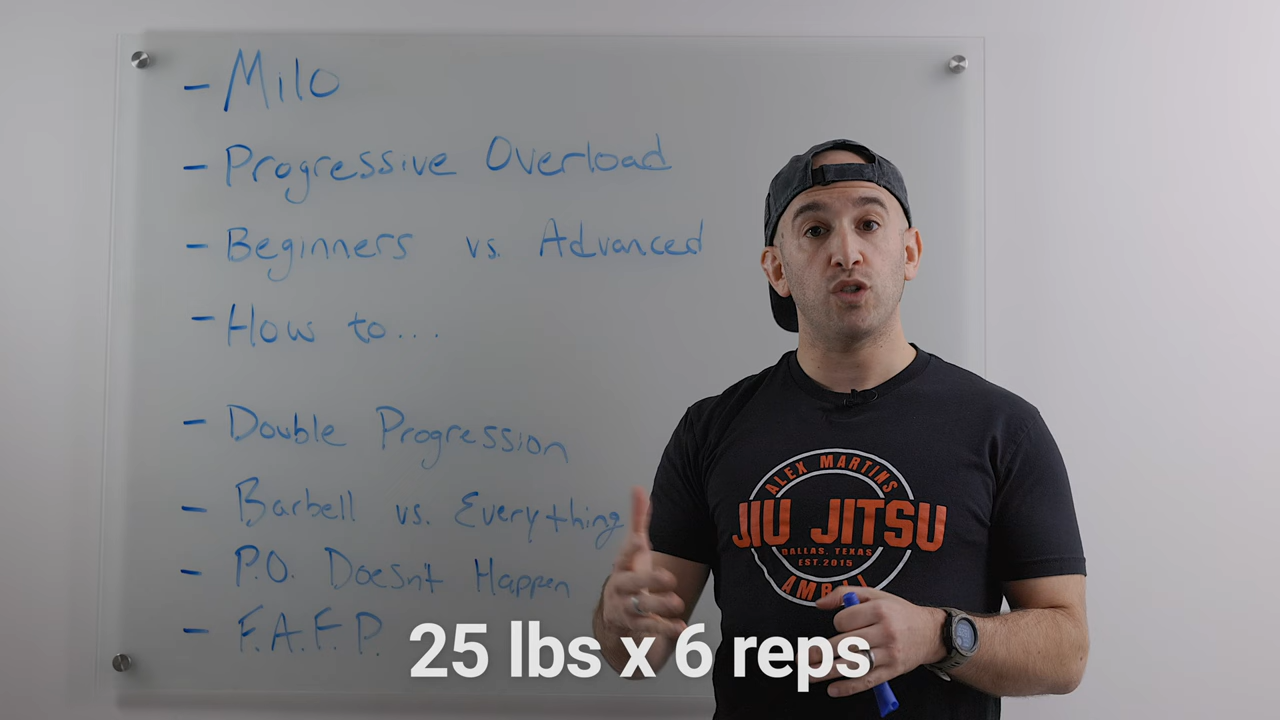 - Milo
- Progressive Overload
- Beginners vs. Advanced
- How to...
- Double Progression
- Barbell vs. Everything
- P.O. Doesnt Happen
- F.A.F.P.
ALEX MARTINS
JIU JITSU
DALLAS, TEXAS
EST.2015
25 lbs x 6 reps